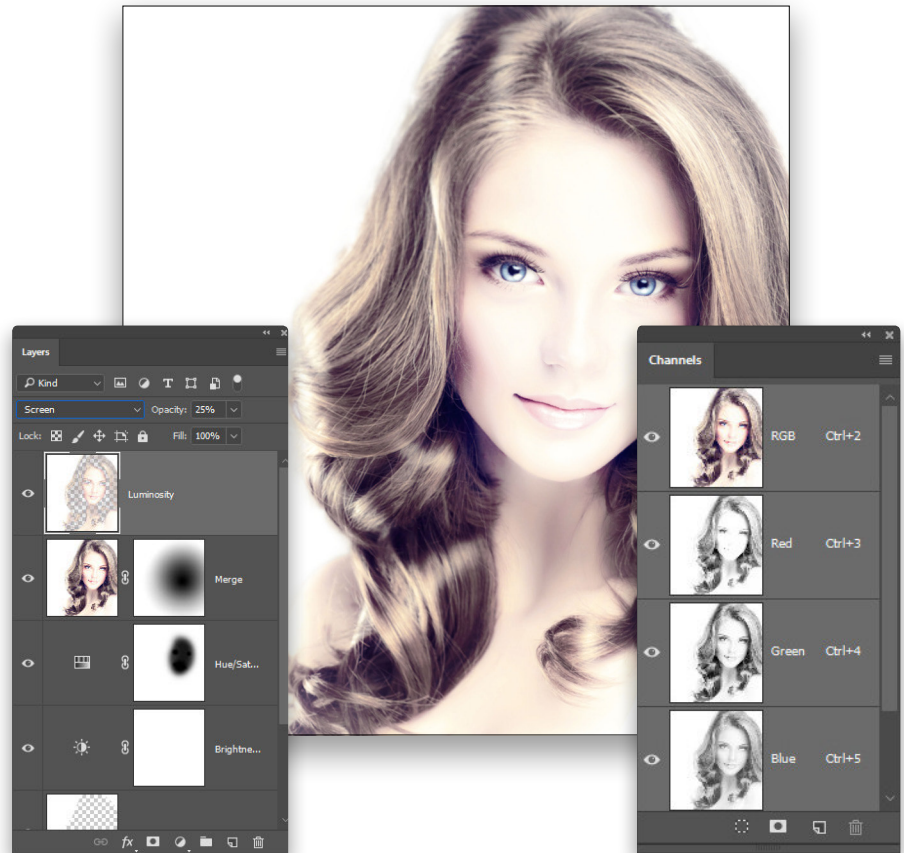 Layers
Kind
Screen
Opacity: 25%
Lock:
Fill: 100%
Luminosity
Merge
Hue/Sat...
Brightne...
fx
Channels
RGB Ctrl+2
Red Ctrl+3
Green Ctrl+4
Blue Ctrl+5